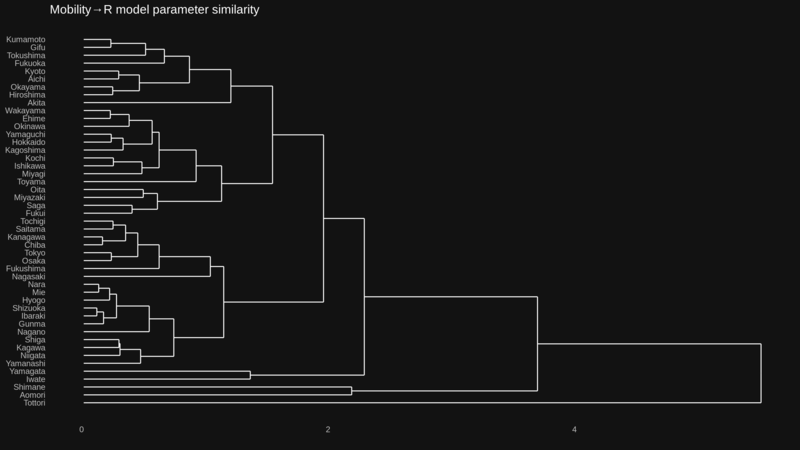 Mobility→R model parameter similarity
Kumamoto
Gifu
Tokushima
Fukuoka
Kyoto
Aichi
Okayama
Hiroshima
Akita
Wakayama
Ehime
Okinawa
Yamaguchi
Hokkaido
Kagoshima
Kochi
Ishikawa
Miyagi
Toyama
Oita
Miyazaki
Saga
Fukui
Tochigi
Saitama
Kanagawa
Chiba
Tokyo
Osaka
Fukushima
Nagasaki
Nara
Mie
Hyogo
Shizuoka
Ibaraki
Gunma
Nagano
Shiga
Kagawa
Niigata
Yamanashi
Yamagata
Iwate
Shimane
Aomori
Tottori
0 2 4